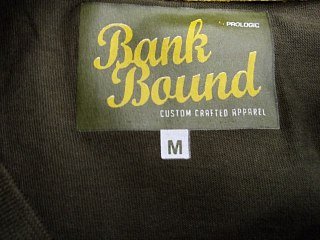 PROLOGIC
Bank
Bound
CUSTOM CRAFTED APPAREL
M